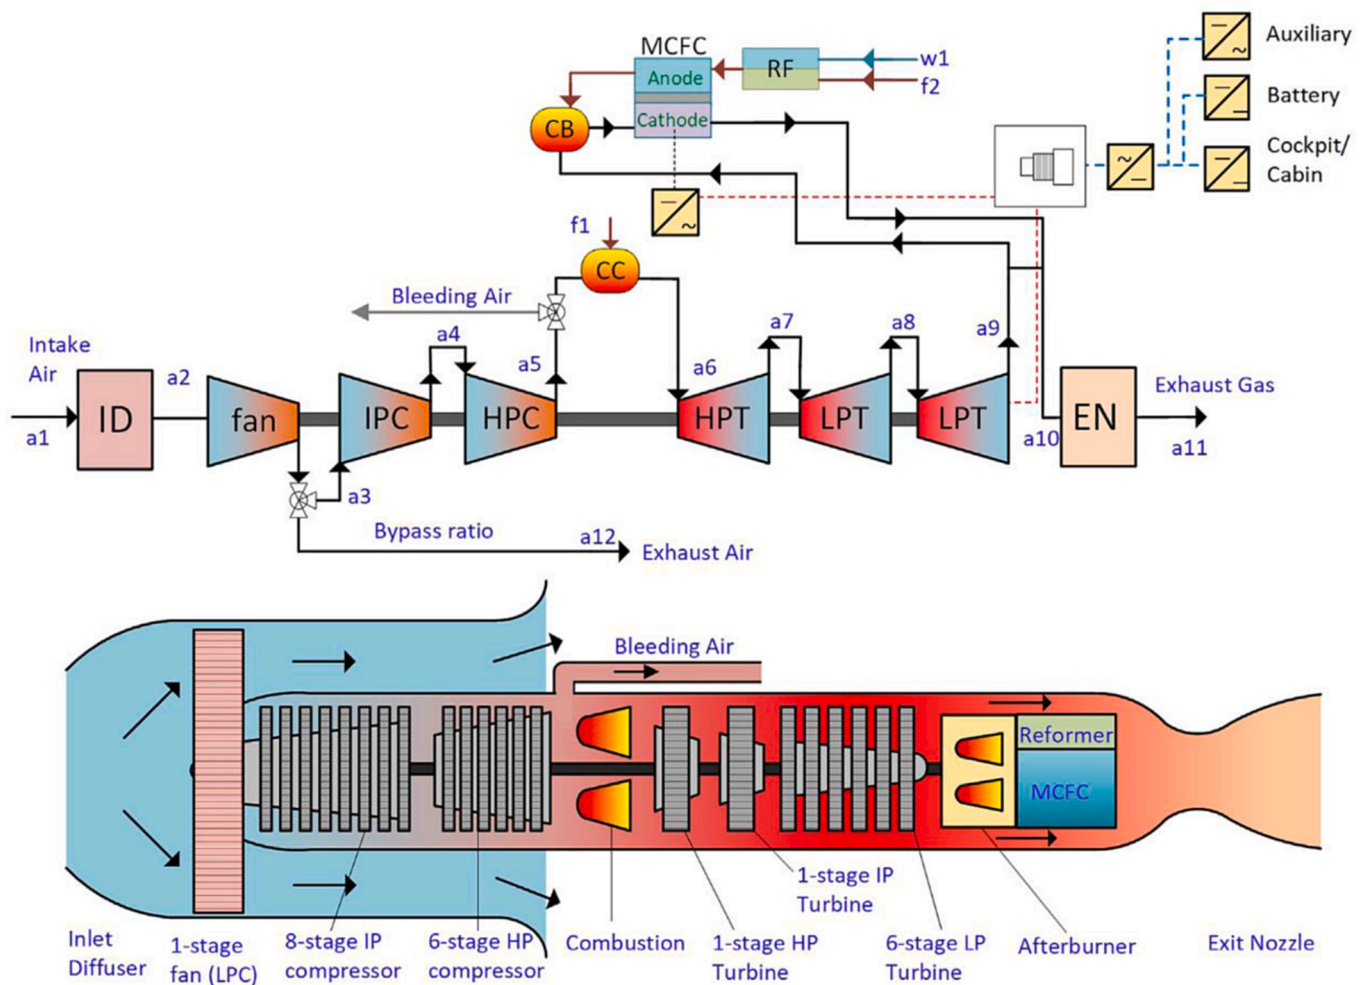 MCFC
Anode
Cathode
RF
w1
f2
CB
Auxiliary
Battery
Cockpit/
Cabin
f1
CC
Bleeding Air
Intake
Air
a1
ID
a2
fan
a3
IPC
a4
HPC
a5
a6
HPT
a7
LPT
a8
LPT
a9
a10
EN
Exhaust Gas
a11
Bypass ratio
a12
Exhaust Air
Bleeding Air
Reformer
MCFC
Inlet
Diffuser
1-stage
fan (LPC)
8-stage IP
compressor
6-stage HP
compressor
Combustion
1-stage HP
Turbine
1-stage IP
Turbine
6-stage LP
Turbine
Afterburner
Exit Nozzle